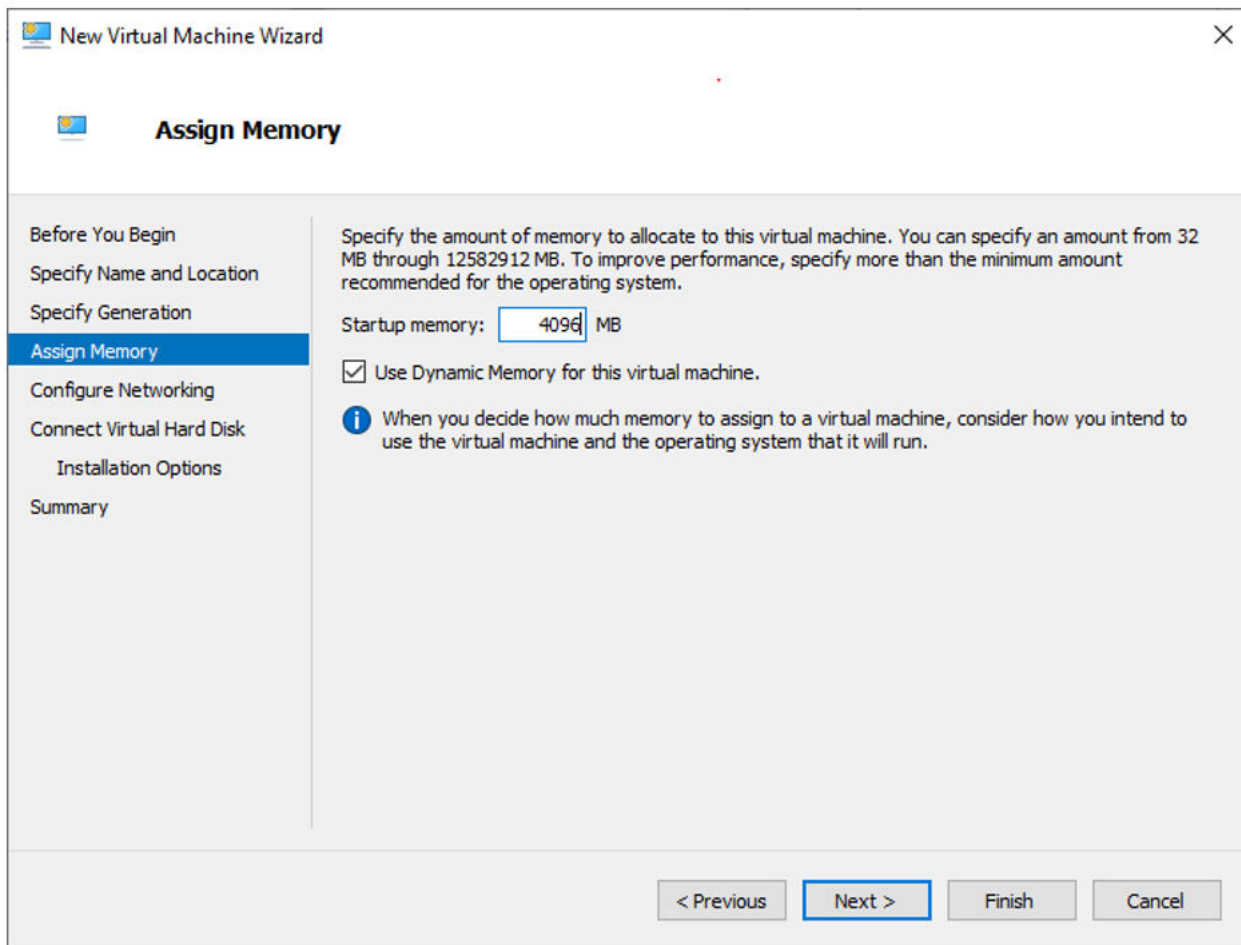 New Virtual Machine Wizard
Assign Memory
Before You Begin
Specify Name and Location
Specify Generation
Assign Memory
Configure Networking
Connect Virtual Hard Disk
Installation Options
Summary
Specify the amount of memory to allocate to this virtual machine. You can specify an amount from 32
MB through 12582912 MB. To improve performance, specify more than the minimum amount
recommended for the operating system.
Startup memory: 4096 MB
Use Dynamic Memory for this virtual machine.
When you decide how much memory to assign to a virtual machine, consider how you intend to
use the virtual machine and the operating system that it will run.
< Previous
Next >
Finish
Cancel